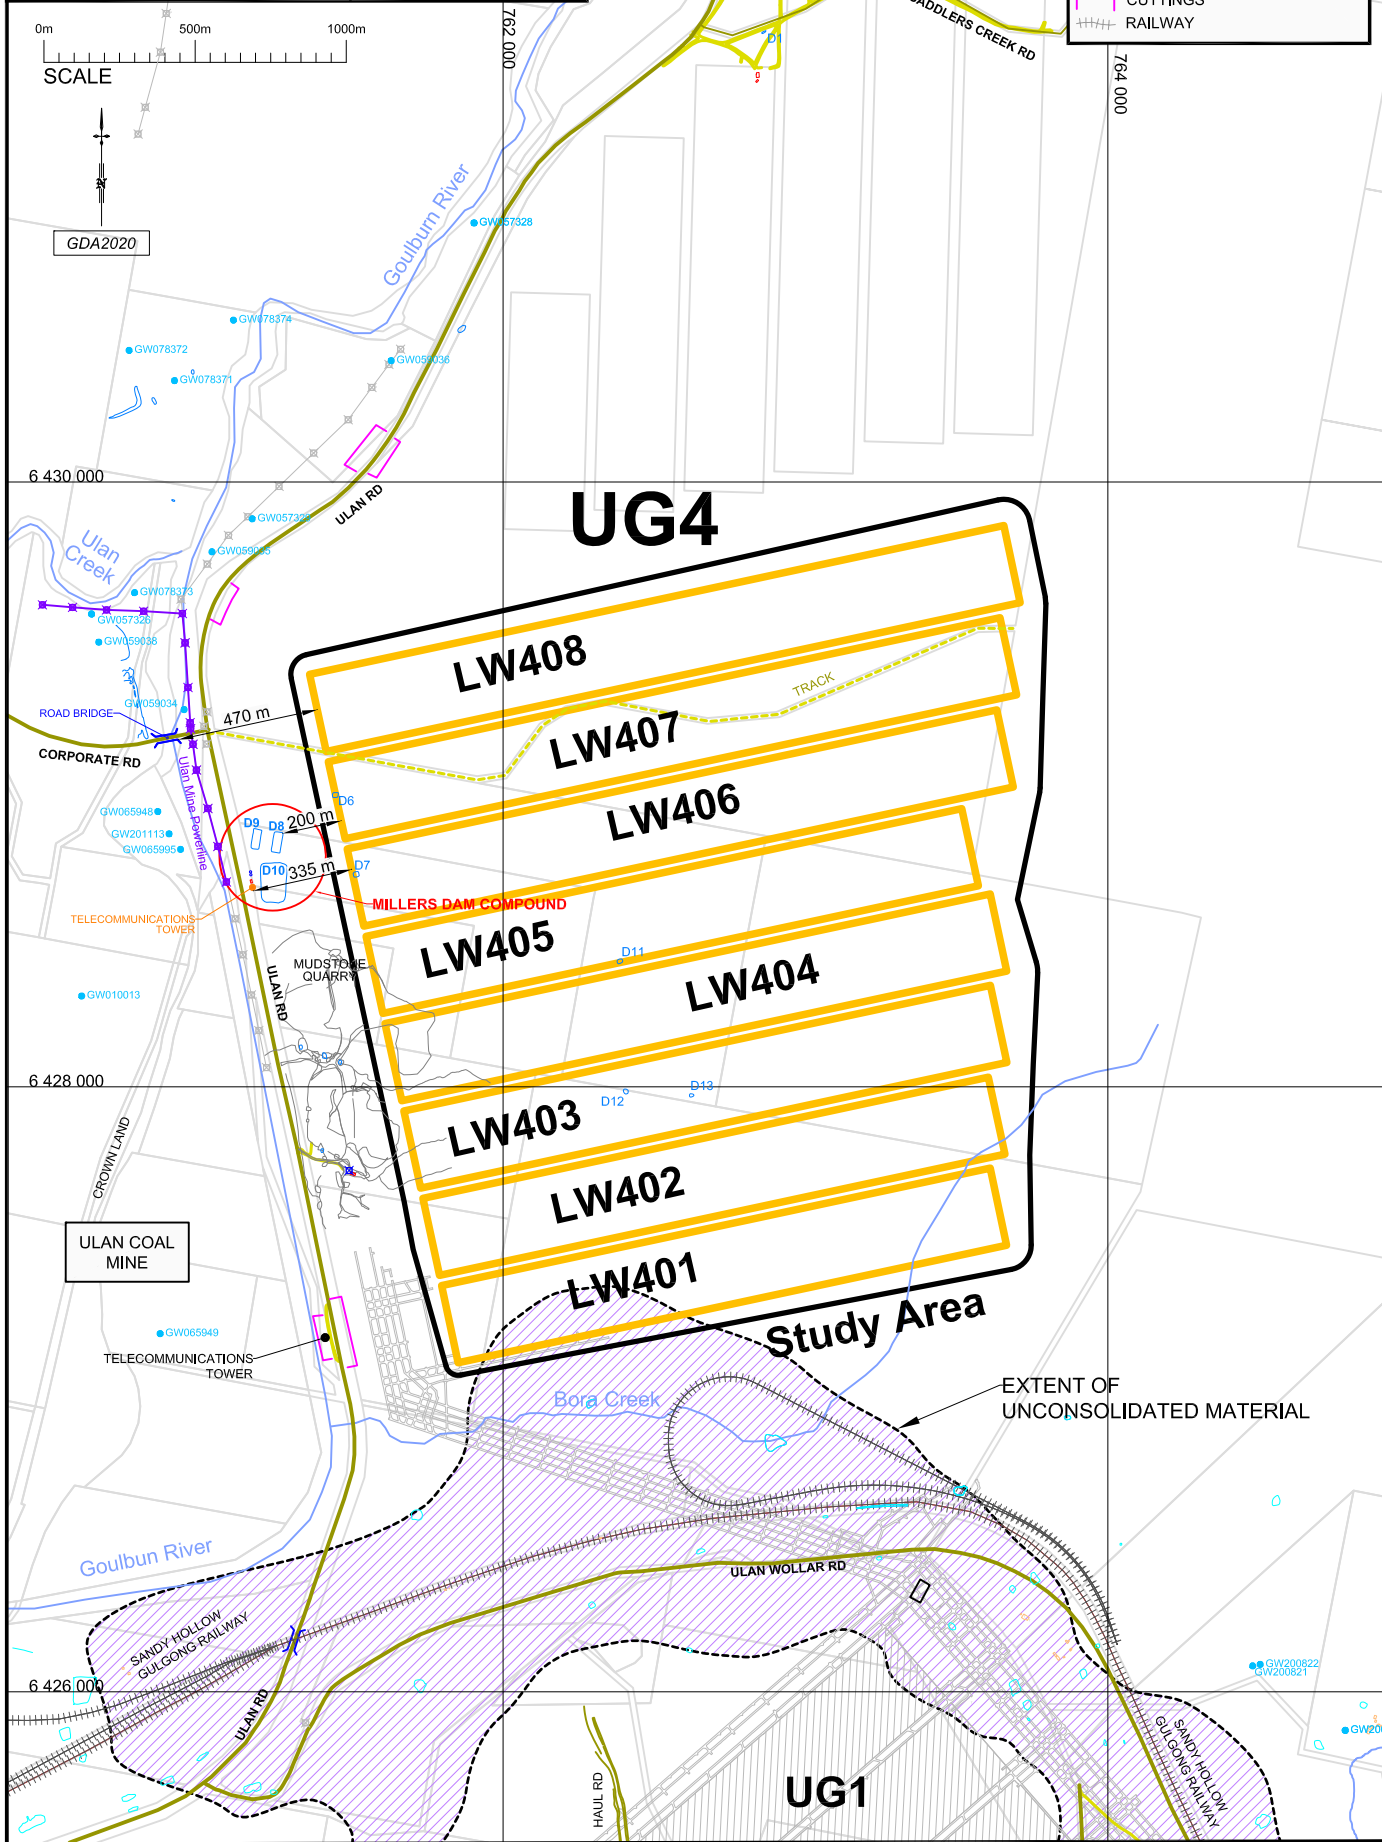 0m 500m 1000m
SCALE
N
GDA2020
762 000
764 000
SADDLERS CREEK RD
CUTTINGS
RAILWAY
D1
Goulburn River
GW057328
GW078374
GW078372
GW059036
GW078371
6 430 000
ULAN RD
UG4
Ulan
Creek
GW078373
GW057326
GW059038
LW408
TRACK
GW059034
ROAD BRIDGE
470 m
CORPORATE RD
Ulan Mine Powerline
LW407
LW406
D6
GW065948
GW201113
GW065995
D9
D8
200 m
D10
335 m
D7
MILLERS DAM COMPOUND
TELECOMMUNICATIONS
TOWER
LW405
D11
LW404
MUDSTONE
QUARRY
ULAN RD
GW010013
6 428 000
D12
D13
CROWN LAND
LW403
LW402
ULAN COAL
MINE
LW401
Study Area
GW065949
TELECOMMUNICATIONS
TOWER
Bora Creek
EXTENT OF
UNCONSOLIDATED MATERIAL
Goulbun River
ULAN WOLLAR RD
SANDY HOLLOW
GULGONG RAILWAY
6 426 000
ULAN RD
GW200822
GW200821
SANDY HOLLOW
GULGONG RAILWAY
HAUL RD
UG1